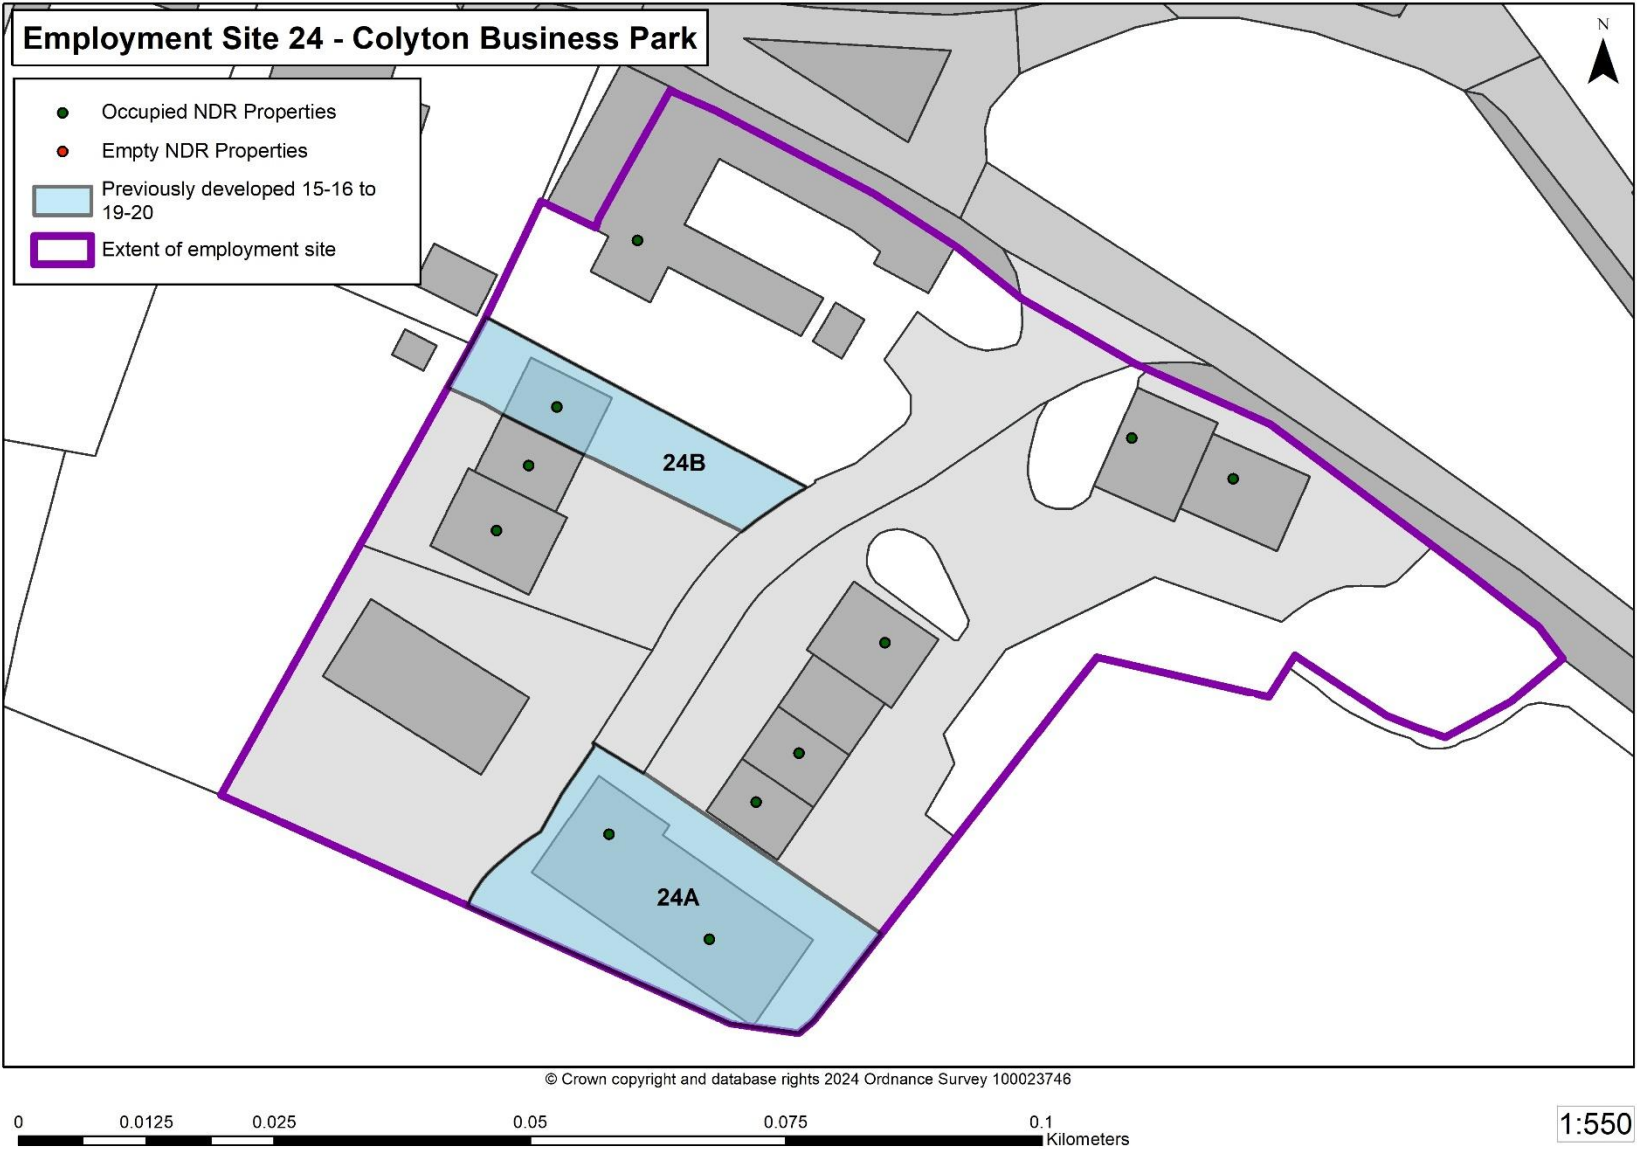 Employment Site 24 - Colyton Business Park
N
Occupied NDR Properties
Empty NDR Properties
Previously developed 15-16 to
19-20
Extent of employment site
24B
24A
© Crown copyright and database rights 2024 Ordnance Survey 100023746
0 0.0125 0.025 0.05 0.075 0.1
Kilometers
1:550